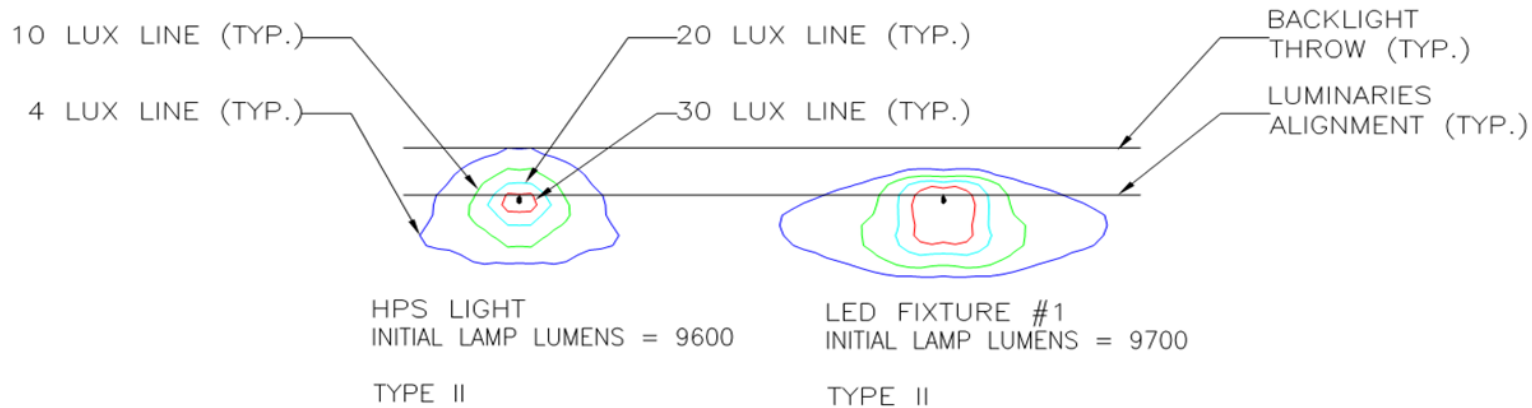 10 LUX LINE (TYP.)
20 LUX LINE (TYP.)
BACKLIGHT
THROW (TYP.)
4 LUX LINE (TYP.)
30 LUX LINE (TYP.)
LUMINARIES
ALIGNMENT (TYP.)
HPS LIGHT
INITIAL LAMP LUMENS = 9600
TYPE II
LED FIXTURE #1
INITIAL LAMP LUMENS = 9700
TYPE II